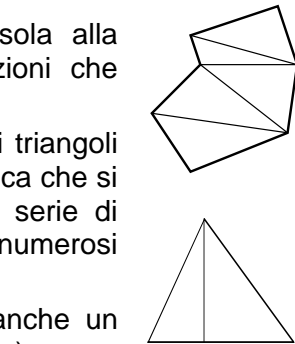 sola alla
zioni che
i triangoli
ca che si
serie di
numerosi
anche un